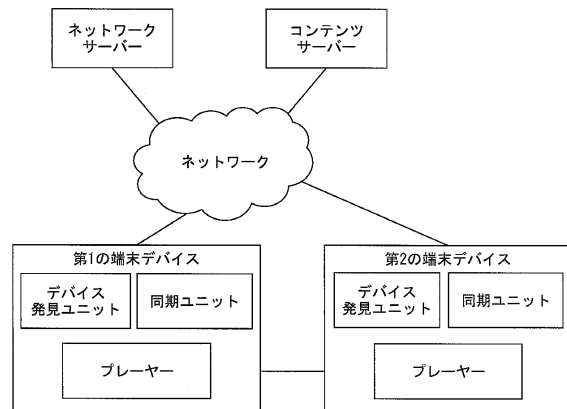 ネットワーク
サーバー
コンテンツ
サーバー
ネットワーク
第1の端末デバイス
デバイス
発見ユニット
同期ユニット
プレーヤー
第2の端末デバイス
デバイス
発見ユニット
同期ユニット
プレーヤー